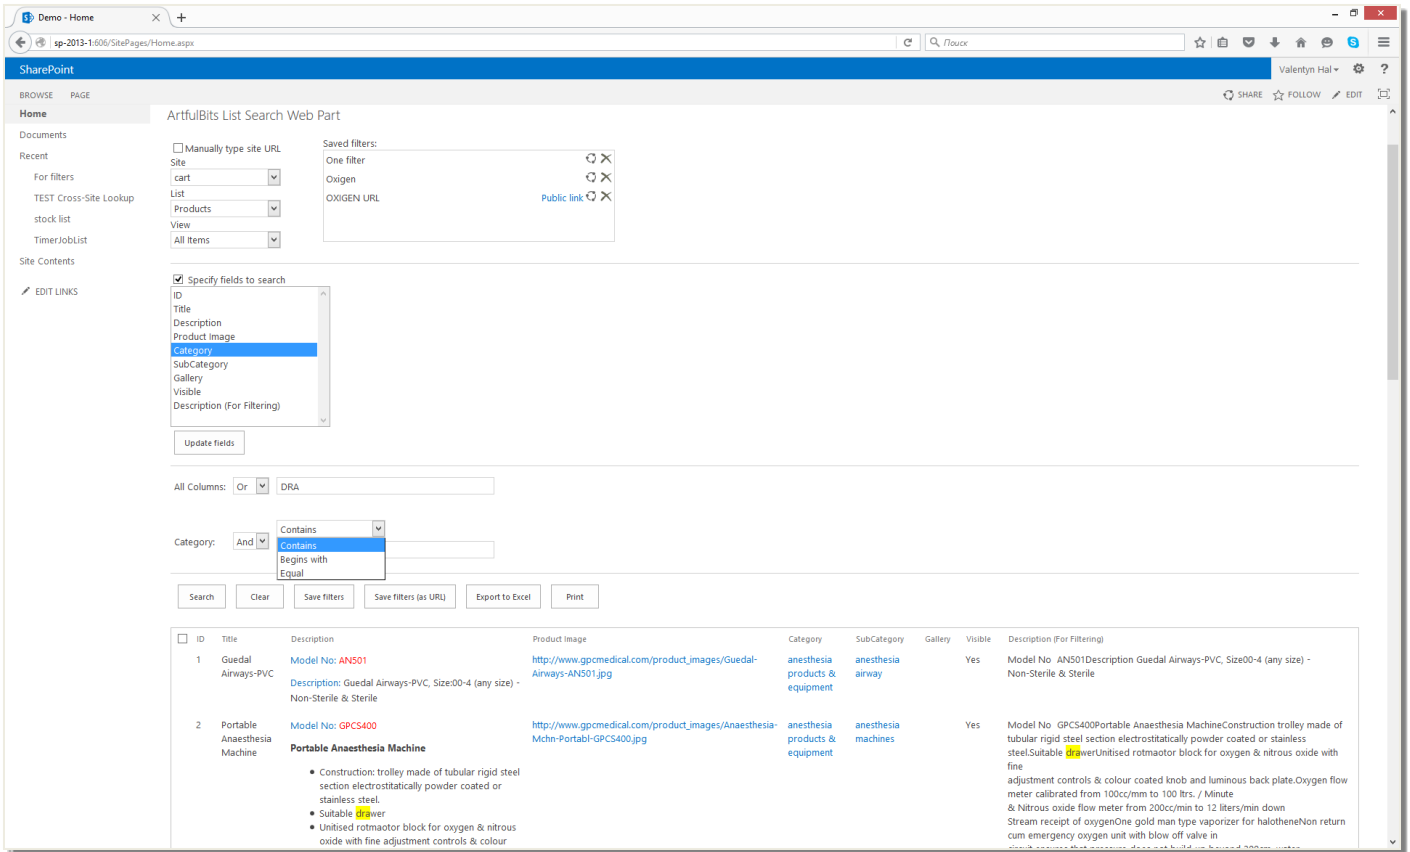 Demo - Home
sp-2013-1:606/SitePages/Home.aspx
Поиск
SharePoint
Valentyn Hal
?
BROWSE PAGE
SHARE FOLLOW EDIT
Home
Documents
Recent
For filters
TEST Cross-Site Lookup
stock list
TimerJobList
Site Contents
EDIT LINKS
ArtfulBits List Search Web Part
Manually type site URL
Site
cart
List
Products
View
All Items
Saved filters:
One filter
Oxigen
OXIGEN URL Public link
Specify fields to search
ID
Title
Description
Product Image
Category
SubCategory
Gallery
Visible
Description (For Filtering)
Update fields
All Columns: Or DRA
Category: And Contains
Contains
Begins with
Equal
Search Clear Save filters Save filters (as URL) Export to Excel Print
ID Title Description Product Image Category SubCategory Gallery Visible Description (For Filtering)
1
Guedal
Airways-PVC
Model No: AN501
Description: Guedal Airways-PVC, Size:00-4 (any size) -
Non-Sterile & Sterile
http://www.gpcmedical.com/product_images/Guedal-
Airways-AN501.jpg
anesthesia
products &
equipment
anesthesia
airway
Yes
Model No AN501Description Guedal Airways-PVC, Size00-4 (any size) -
Non-Sterile & Sterile
2
Portable
Anaesthesia
Machine
Model No: GPCS400
Portable Anaesthesia Machine
Construction: trolley made of tubular rigid steel
section electrostitatically powder coated or
stainless steel.
Suitable drawer
Unitised rotmaotor block for oxygen & nitrous
oxide with fine adjustment controls & colour
http://www.gpcmedical.com/product_images/Anaesthesia-
Mchn-Portabl-GPCS400.jpg
anesthesia
products &
equipment
anesthesia
machines
Yes
Model No GPCS400Portable Anaesthesia MachineConstruction trolley made of
tubular rigid steel section electrostitatically powder coated or stainless
steel.Suitable drawerUnitised rotmaotor block for oxygen & nitrous oxide with
fine
adjustment controls & colour coated knob and luminous back plate.Oxygen flow
meter calibrated from 100cc/mm to 100 ltrs. / Minute
& Nitrous oxide flow meter from 200cc/min to 12 liters/min down
Stream receipt of oxygenOne gold man type vaporizer for halotheneNon return
cum emergency oxygen unit with blow off valve in